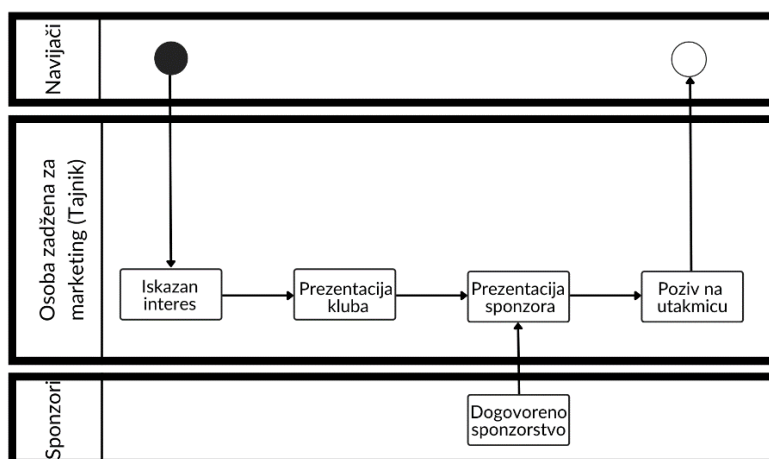 Navijači
Osoba zadžena za
marketing (Tajnik)
Iskazan
interes
Prezentacija
kluba
Prezentacija
sponzora
Poziv na
utakmicu
Sponzori
Dogovoreno
sponzorstvo